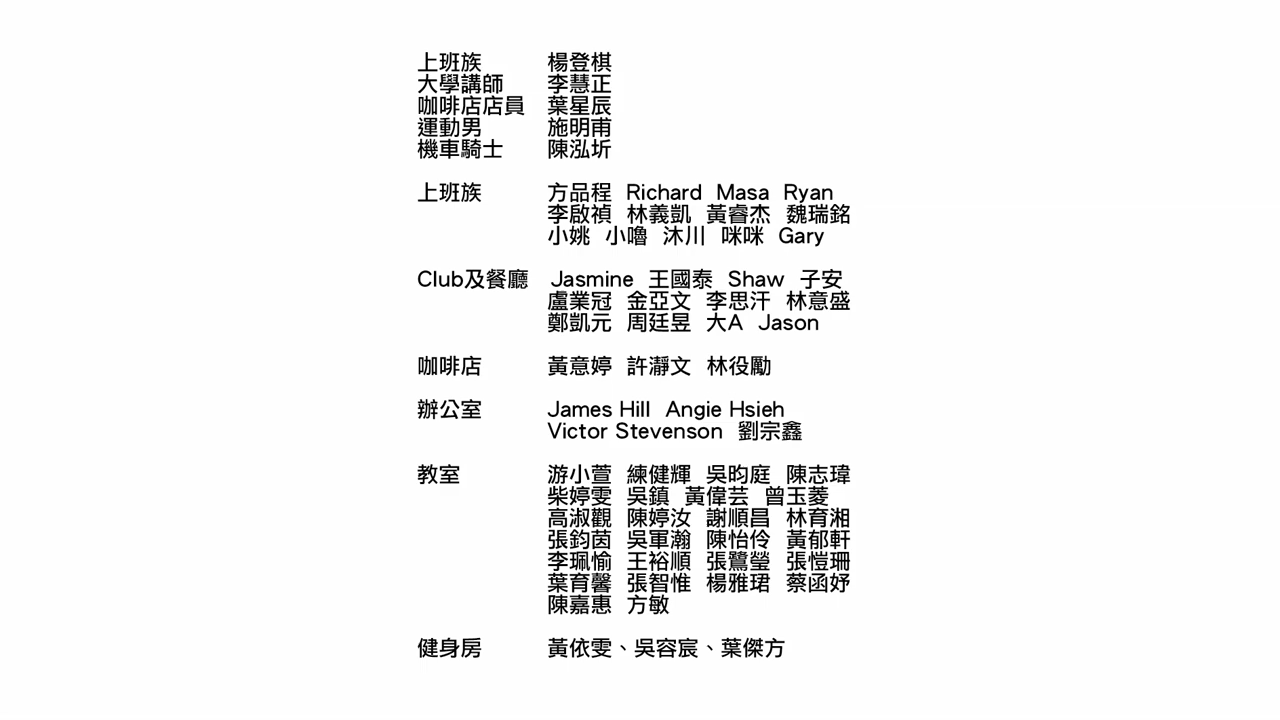 上班族 楊登棋
大學講師 李慧正
咖啡店店員 葉星辰
運動男 施明甫
機車騎士 陳泓圻
上班族 方品程 Richard Masa Ryan
李啟禎 林義凱 黃睿杰 魏瑞銘
小姚 小嚕 沐川 咪咪 Gary
Club及餐廳 Jasmine 王國泰 Shaw 子安
盧業冠 金亞文 李思汗 林意盛
鄭凱元 周廷昱 大A Jason
咖啡店 黃意婷 許瀞文 林役勵
辦公室 James Hill Angie Hsieh
Victor Stevenson 劉宗鑫
教室 游小萱 練健輝 吳昀庭 陳志瑋
柴婷雯 吳鎮 黃偉芸 曾玉菱
高淑觀 陳婷汝 謝順昌 林育湘
張鈞茵 吳軍瀚 陳怡伶 黃郁軒
李珮愉 王裕順 張鷺瑩 張愷珊
葉育馨 張智惟 楊雅珺 蔡函妤
陳嘉惠 方敏
健身房 黃依雯、吳容宸、葉傑方